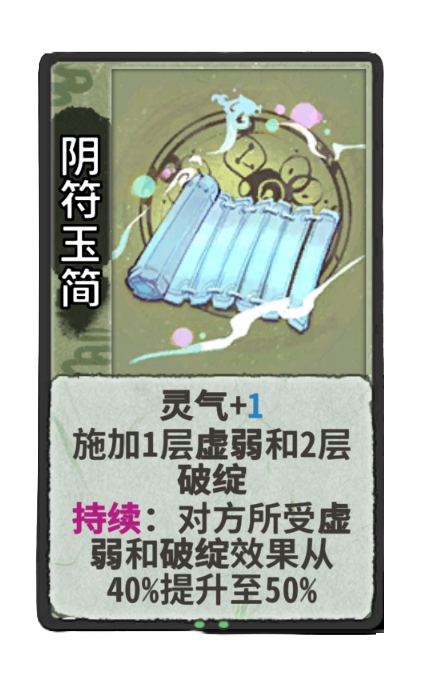 阴符玉简
灵气+1
施加1层虚弱和2层
破绽
持续：对方所受虚
弱和破绽效果从
40%提升至50%